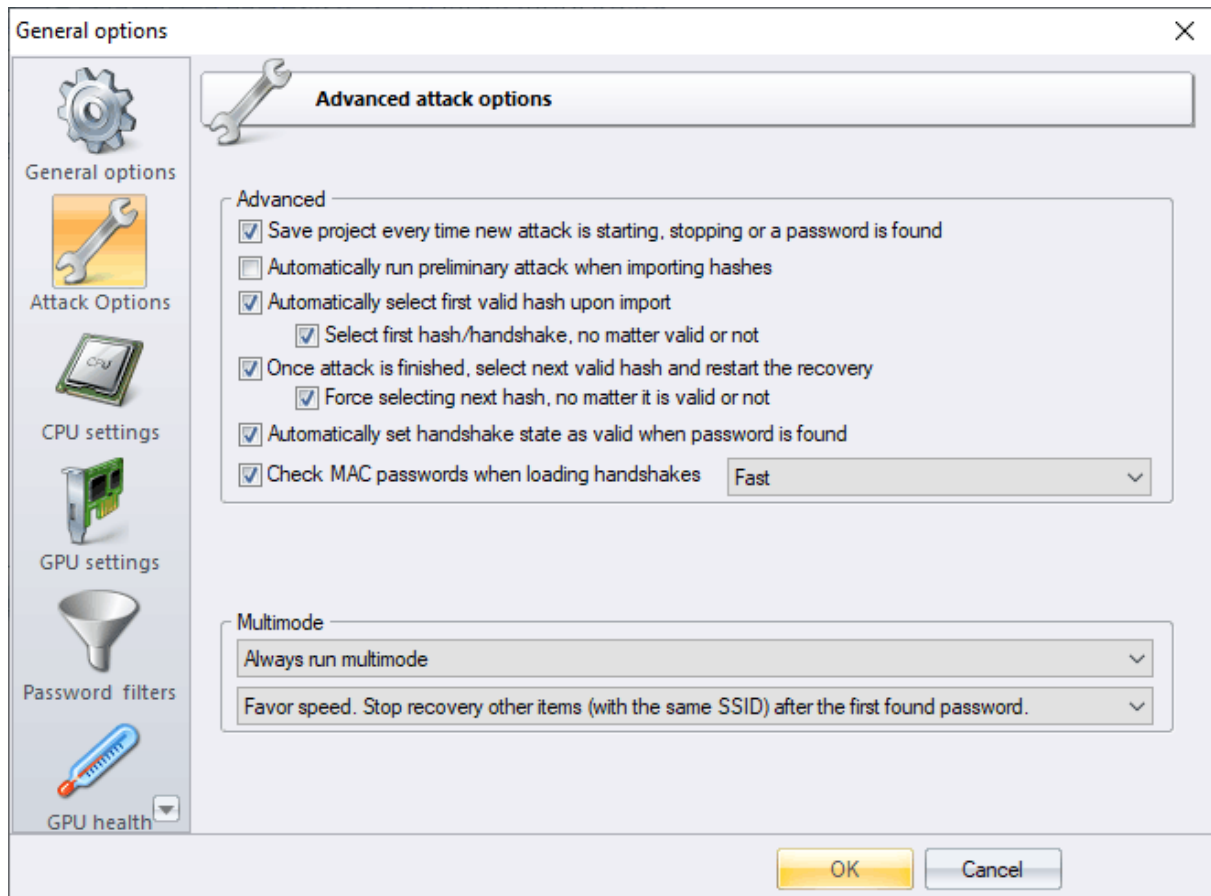 General options
General options
Attack Options
CPU
CPU settings
GPU settings
Password filters
GPU health
Advanced attack options
Advanced
Save project every time new attack is starting, stopping or a password is found
Automatically run preliminary attack when importing hashes
Automatically select first valid hash upon import
Select first hash/handshake, no matter valid or not
Once attack is finished, select next valid hash and restart the recovery
Force selecting next hash, no matter it is valid or not
Automatically set handshake state as valid when password is found
Check MAC passwords when loading handshakes Fast
Multimode
Always run multimode
Favor speed. Stop recovery other items (with the same SSID) after the first found password.
OK Cancel